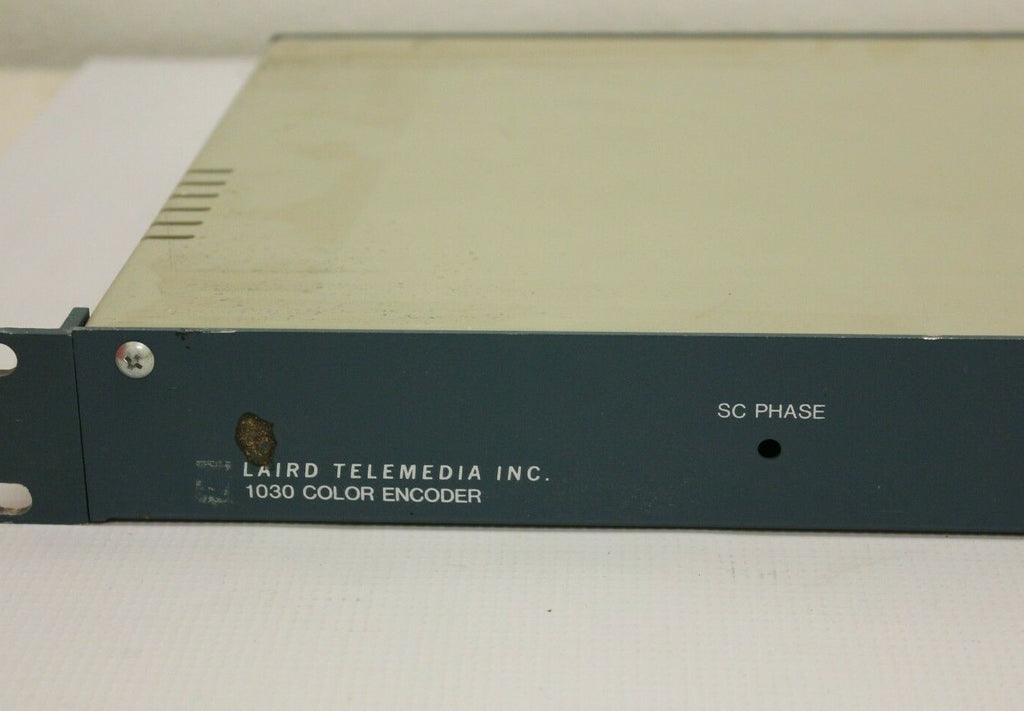 SC PHASE
LAIRD TELEMEDIA INC.
1030 COLOR ENCODER